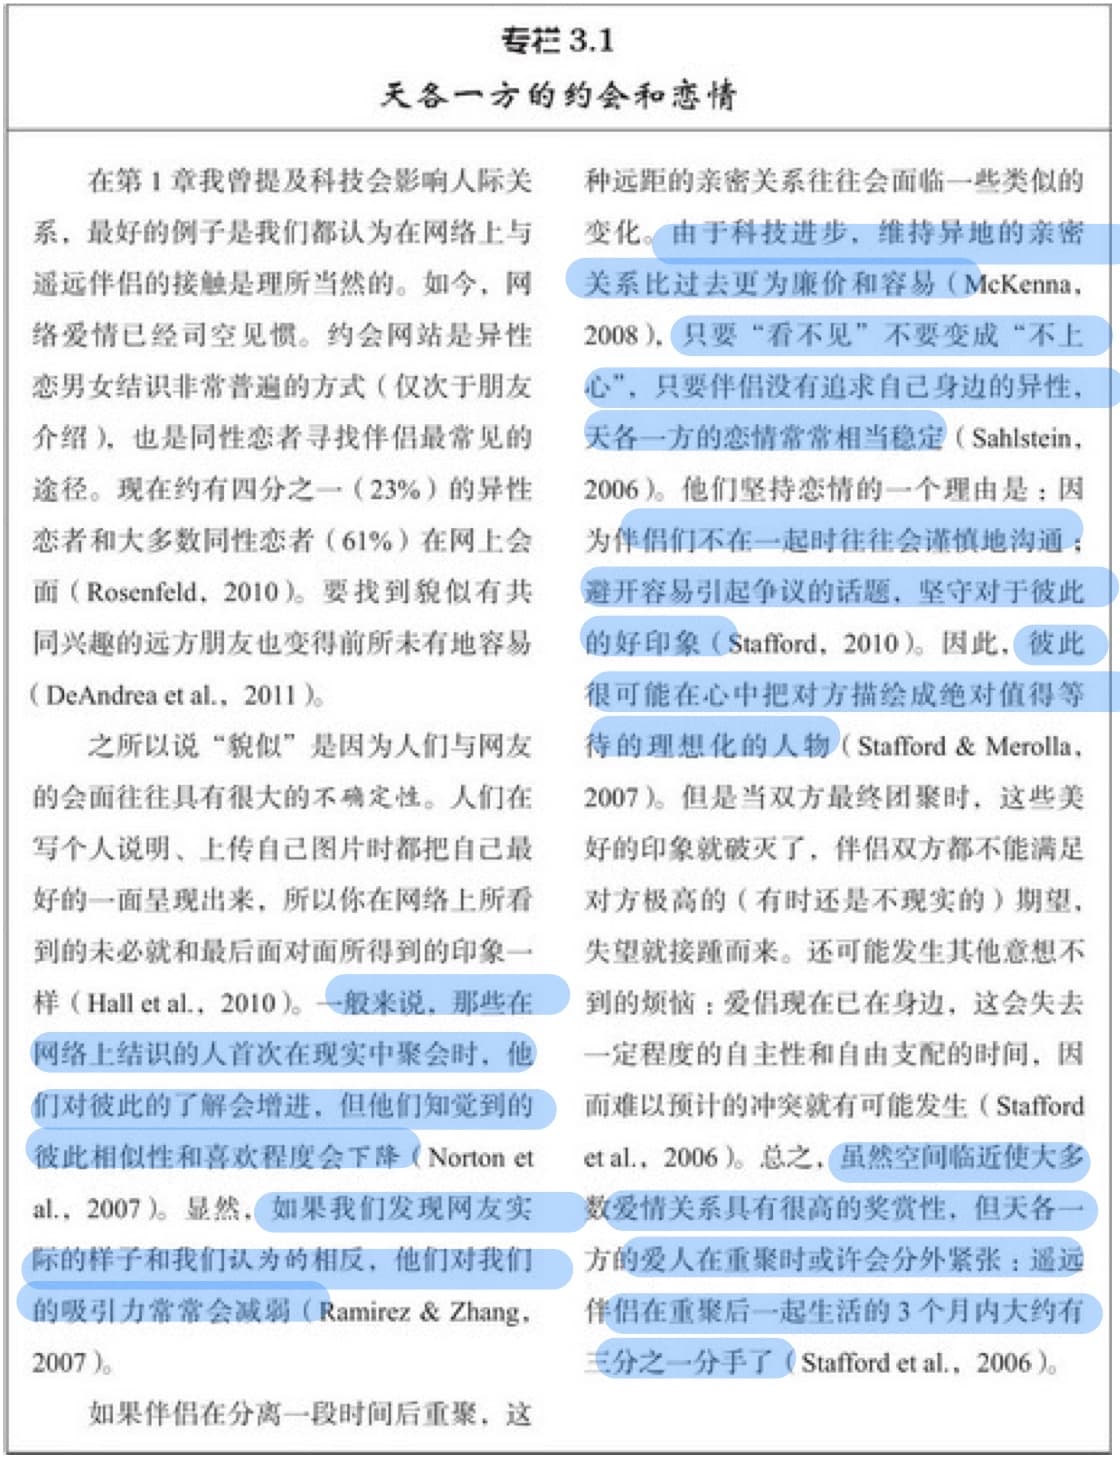 专栏 3.1
天各一方的约会和恋情
在第 1 章我曾提及科技会影响人际关
系，最好的例子是我们都认为在网络上与
遥远伴侣的接触是理所当然的。如今，网
络爱情已经司空见惯。约会网站是异性
恋男女结识非常普遍的方式（仅次于朋友
介绍），也是同性恋者寻找伴侣最常见的
途径。现在约有四分之一（23%）的异性
恋者和大多数同性恋者（61%）在网上会
面（Rosenfeld，2010）。要找到貌似有共
同兴趣的远方朋友也变得前所未有地容易
（DeAndrea et al.，2011）。
之所以说“貌似”是因为人们与网友
的会面往往具有很大的不确定性。人们在
写个人说明、上传自己图片时都把自己最
好的一面呈现出来，所以你在网络上所看
到的未必就和最后面对面所得到的印象一
样（Hall et al.，2010）。一般来说，那些在
网络上结识的人首次在现实中聚会时，他
们对彼此的了解会增进，但他们知觉到的
彼此相似性和喜欢程度会下降（Norton et
al.，2007）。显然，如果我们发现网友实
际的样子和我们认为的相反，他们对我们
的吸引力常常会减弱（Ramirez & Zhang，
2007）。
如果伴侣在分离一段时间后重聚，这
种远距的亲密关系往往会面临一些类似的
变化。由于科技进步，维持异地的亲密
关系比过去更为廉价和容易（McKenna，
2008），只要“看不见”不要变成“不上
心”，只要伴侣没有追求自己身边的异性，
天各一方的恋情常常相当稳定（Sahlstein，
2006）。他们坚持恋情的一个理由是：因
为伴侣们不在一起时往往会谨慎地沟通；
避开容易引起争议的话题，坚守对于彼此
的好印象（Stafford，2010）。因此，彼此
很可能在心中把对方描绘成绝对值得等
待的理想化的人物（Stafford & Merolla，
2007）。但是当双方最终团聚时，这些美
好的印象就破灭了，伴侣双方都不能满足
对方极高的（有时还是不现实的）期望，
失望就接踵而来。还可能发生其他意想不
到的烦恼：爱侣现在已在身边，这会失去
一定程度的自主性和自由支配的时间，因
而难以预计的冲突就有可能发生（Stafford
et al.，2006）。总之，虽然空间临近使大多
数爱情关系具有很高的奖赏性，但天各一
方的爱人在重聚时或许会分外紧张：遥远
伴侣在重聚后一起生活的 3 个月内大约有
三分之一分手了（Stafford et al.，2006）。